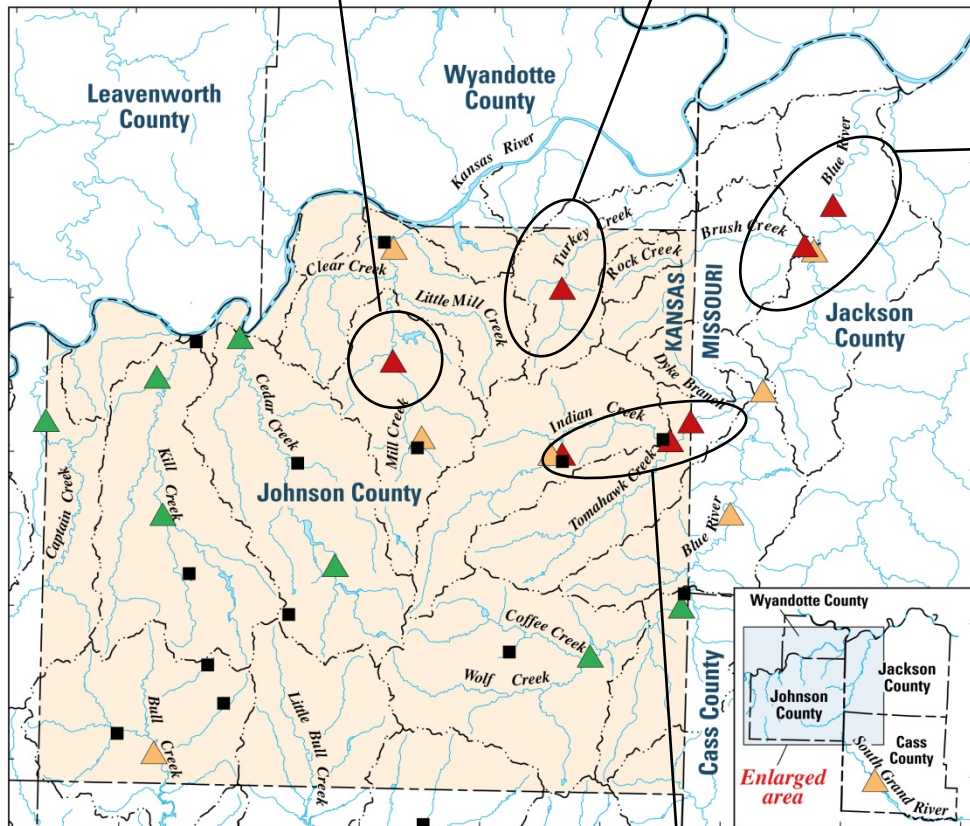 Leavenworth
County
Wyandotte
County
Kansas River
Blue River
Turkey Creek
Brush Creek
Rock Creek
Clear Creek
Little Mill
Creek
KANSAS
MISSOURI
Jackson
County
Dyke Branch
Indian Creek
Cedar Creek
Mill Creek
Kill
Creek
Captain Creek
Johnson County
Tomahawk Creek
Blue River
Coffee Creek
Wolf Creek
Bull
Creek
Little Bull Creek
Cass County
Wyandotte County
Jackson
County
Johnson
County
Cass
County
South Grand River
Enlarged
area